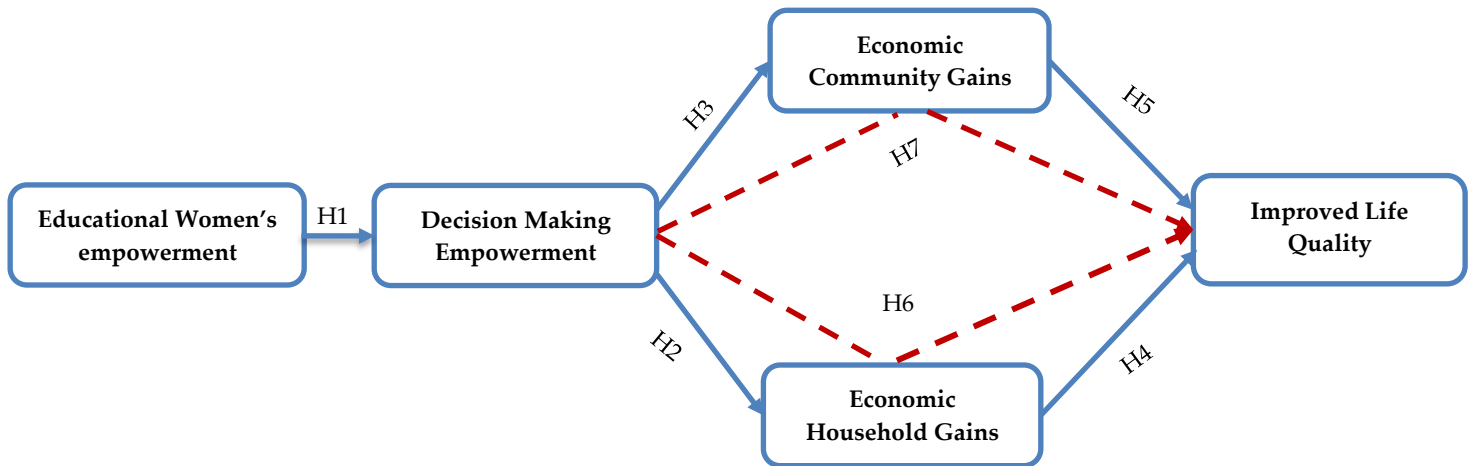 Economic
Community Gains
H3
H5
H7
Educational Women’s
empowerment
H1
Decision Making
Empowerment
Improved Life
Quality
H6
H2
H4
Economic
Household Gains